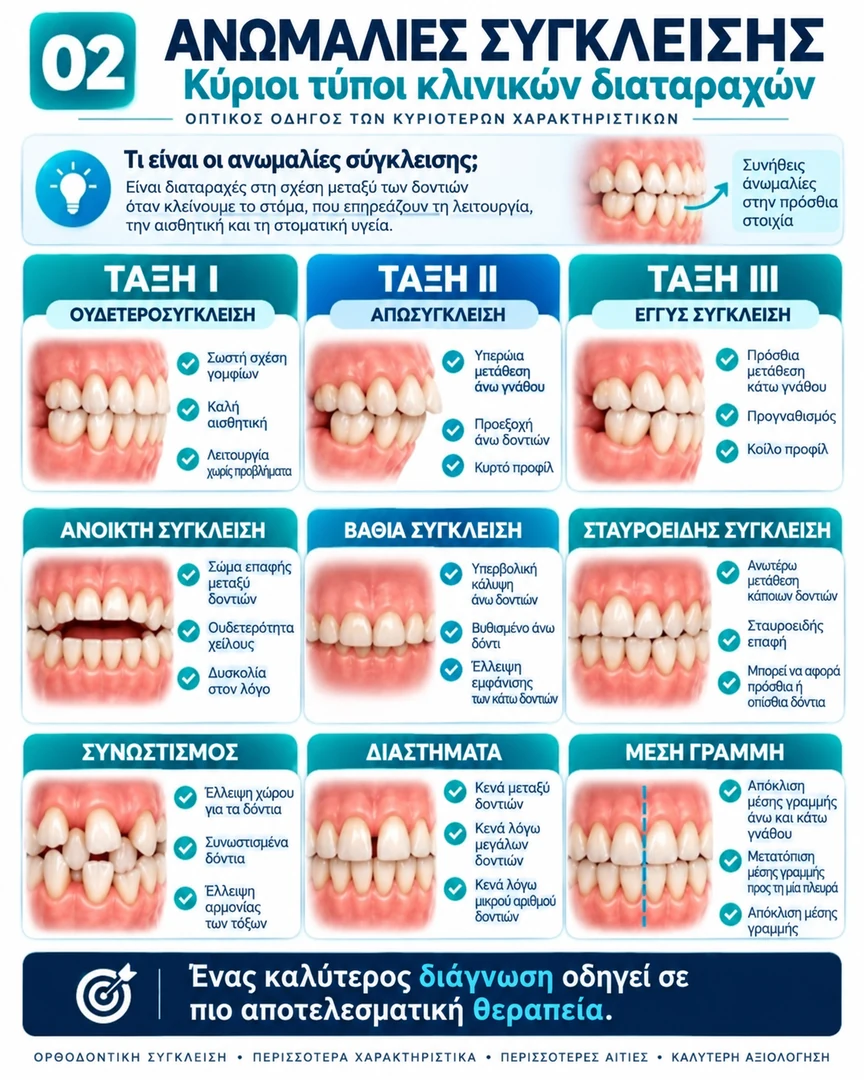 02
ΑΝΩΜΑΛΙΕΣ ΣΥΓΚΛΕΙΣΗΣ
Κύριοι τύποι κλινικών διαταραχών
ΟΠΤΙΚΟΣ ΟΔΗΓΟΣ ΤΩΝ ΚΥΡΙΟΤΕΡΩΝ ΧΑΡΑΚΤΗΡΙΣΤΙΚΩΝ
Τι είναι οι ανωμαλίες σύγκλεισης;
Είναι διαταραχές στη σχέση μεταξύ των δοντιών
όταν κλείνουμε το στόμα, που επηρεάζουν τη λειτουργία,
την αισθητική και τη στοματική υγεία.
Συνήθεις
άνωμαλίες
στην πρόσθια
στοιχία
ΤΑΞΗ Ι
ΟΥΔΕΤΕΡΟΣΥΓΚΛΕΙΣΗ
Σωστή σχέση
γομφίων
Καλή
αισθητική
Λειτουργία
χωρίς προβλήματα
ΤΑΞΗ ΙΙ
ΑΠΩΣΥΓΚΛΕΙΣΗ
Υπερώια
μετάθεση
άνω γνάθου
Προεξοχή
άνω δοντιών
Κυρτό προφίλ
ΤΑΞΗ ΙΙΙ
ΕΓΓΥΣ ΣΥΓΚΛΕΙΣΗ
Πρόσθια
μετάθεση
κάτω γνάθου
Προγναθισμός
Κοίλο προφίλ
ΑΝΟΙΚΤΗ ΣΥΓΚΛΕΙΣΗ
Σώμα επαφής
μεταξύ
δοντιών
Ουδετερότητα
χείλους
Δυσκολία
στον λόγο
ΒΑΘΙΑ ΣΥΓΚΛΕΙΣΗ
Υπερβολική
κάλυψη
άνω δοντιών
Βυθισμένο άνω
δόντι
Έλλειψη
εμφάνισης
των κάτω δοντιών
ΣΤΑΥΡΟΕΙΔΗΣ ΣΥΓΚΛΕΙΣΗ
Ανωτέρω
μετάθεση
κάποιων δοντιών
Σταυροειδής
επαφή
Μπορεί να αφορά
πρόσθια ή
οπίσθια δόντια
ΣΥΝΩΣΤΙΣΜΟΣ
Έλλειψη χώρου
για τα δόντια
Συνωστισμένα
δόντια
Έλλειψη
αρμονίας
των τόξων
ΔΙΑΣΤΗΜΑΤΑ
Κενά μεταξύ
δοντιών
Κενά λόγω
μεγάλων
δοντιών
Κενά λόγω
μικρού αριθμού
δοντιών
ΜΕΣΗ ΓΡΑΜΜΗ
Απόκλιση
μέσης γραμμής
άνω και κάτω
γνάθου
Μετατόπιση
μέσης γραμμής
προς τη μία πλευρά
Απόκλιση μέσης
γραμμής
Ένας καλύτερος διάγνωση οδηγεί σε
πιο αποτελεσματική θεραπεία.
ΟΡΘΟΔΟΝΤΙΚΗ ΣΥΓΚΛΕΙΣΗ • ΠΕΡΙΣΣΟΤΕΡΑ ΧΑΡΑΚΤΗΡΙΣΤΙΚΑ • ΠΕΡΙΣΣΟΤΕΡΕΣ ΑΙΤΙΕΣ • ΚΑΛΥΤΕΡΗ ΑΞΙΟΛΟΓΗΣΗ